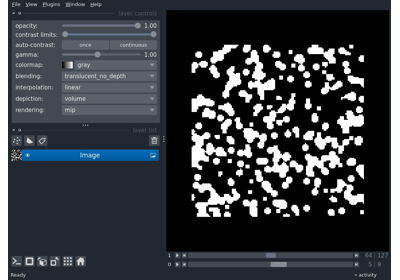 File View Plugins Window Help
layer controls
opacity: 1.00
contrast limits:
auto-contrast: once continuous
gamma: 1.00
colormap: gray
blending: translucent_no_depth
interpolation: linear
depiction: volume
rendering: mip
layer list
Image
1 64 127
0 5 9
Ready activity